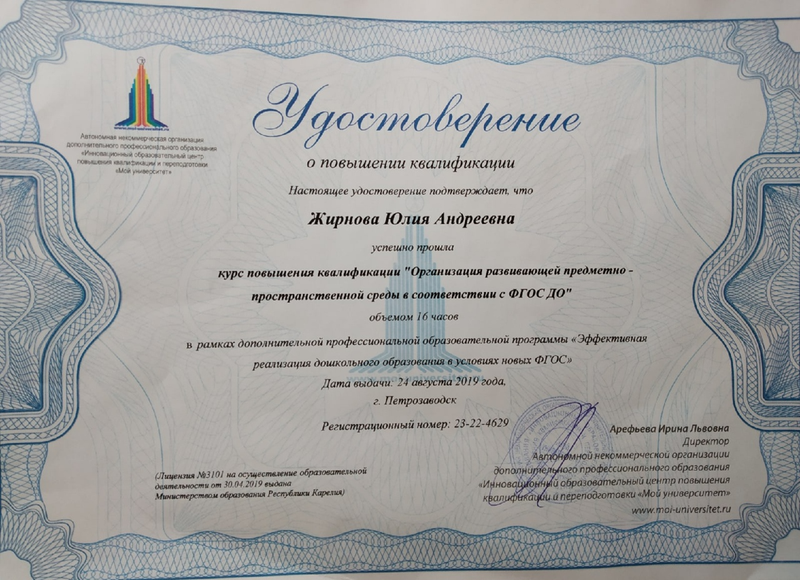 Автономная некоммерческая организация
дополнительного профессионального образования
«Инновационный образовательный центр
повышения квалификации и переподготовки
«Мой университет»
Удостоверение
о повышении квалификации
Настоящее удостоверение подтверждает, что
Жирнова Юлия Андреевна
успешно прошла
курс повышения квалификации "Организация развивающей предметно -
пространственной среды в соответствии с ФГОС ДО"
объемом 16 часов
в рамках дополнительной профессиональной образовательной программы «Эффективная
реализация дошкольного образования в условиях новых ФГОС»
Дата выдачи: 24 августа 2019 года,
г. Петрозаводск
Регистрационный номер: 23-22-4629
Арефьева Ирина Львовна
Директор
Автономной некоммерческой организации
дополнительного профессионального образования
«Инновационный образовательный центр повышения
квалификации и переподготовки «Мой университет»
www.moi-universitet.ru
(Лицензия №3101 на осуществление образовательной
деятельности от 30.04.2019 выдана
Министерством образования Республики Карелия)